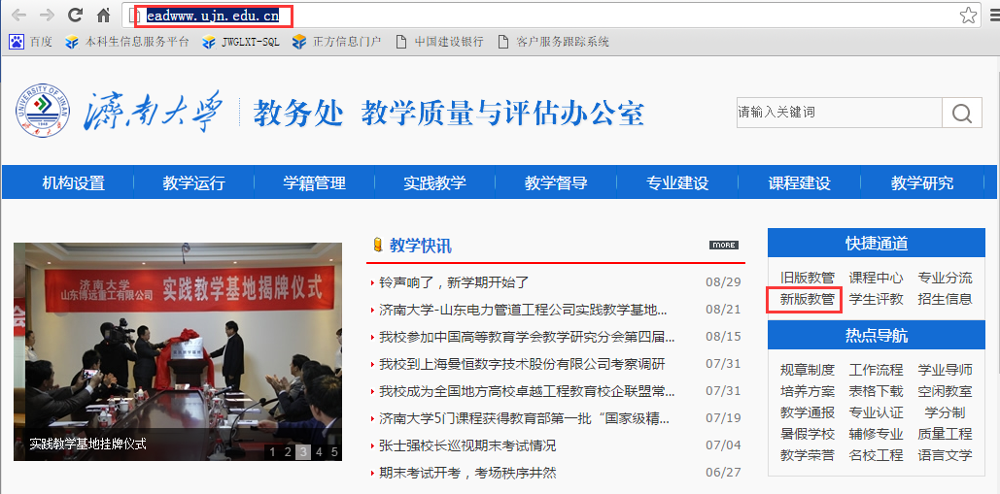 eadwww.ujn.edu.cn
百度 本科生信息服务平台 JWGLXT-SQL 正方信息门户 中国建设银行 客户服务跟踪系统
UNIVERSITY OF JINAN
濟南大学 教务处 教学质量与评估办公室
请输入关键词
机构设置 教学运行 学籍管理 实践教学 教学督导 专业建设 课程建设 教学研究
济南大学
山东博远重工有限公司 实践教学基地揭牌仪式
实践教学基地挂牌仪式
1 2 3 4 5
教学快讯 MORE
铃声响了，新学期开始了 08/29
济南大学-山东电力管道工程公司实践教学基地... 08/21
我校参加中国高等教育学会教学研究分会第四届... 08/15
我校到上海曼恒数字技术股份有限公司考察调研 07/31
我校成为全国地方高校卓越工程教育校企联盟常... 07/31
济南大学5门课程获得教育部第一批“国家级精... 07/19
张士强校长巡视期末考试情况 07/04
期末考试开考，考场秩序井然 06/27
快捷通道
旧版教管 课程中心 专业分流
新版教管 学生评教 招生信息
热点导航
规章制度 工作流程 学业导师
培养方案 表格下载 空闲教室
教学通报 专业认证 学分制
暑假学校 辅修专业 质量工程
教学荣誉 名校工程 语言文学